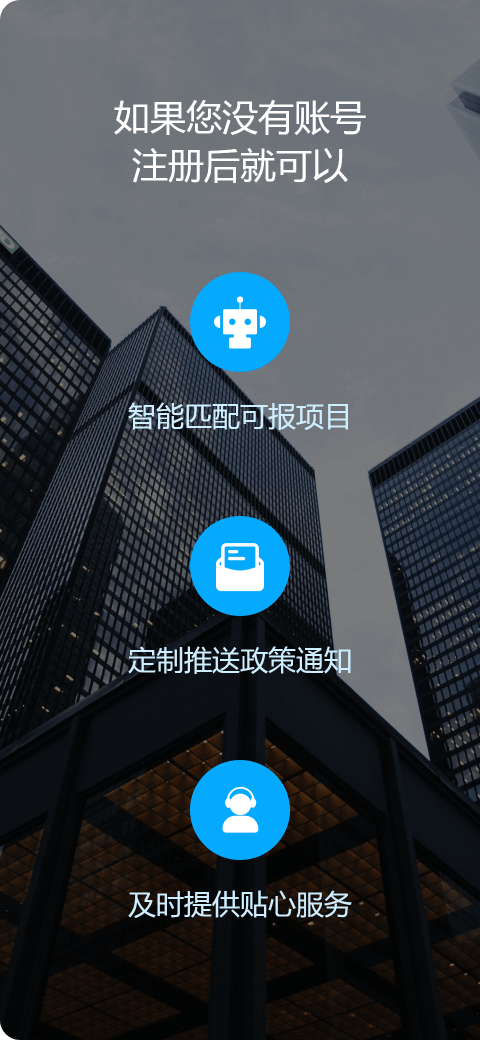 如果您没有账号
注册后就可以
智能匹配可报项目
定制推送政策通知
及时提供贴心服务